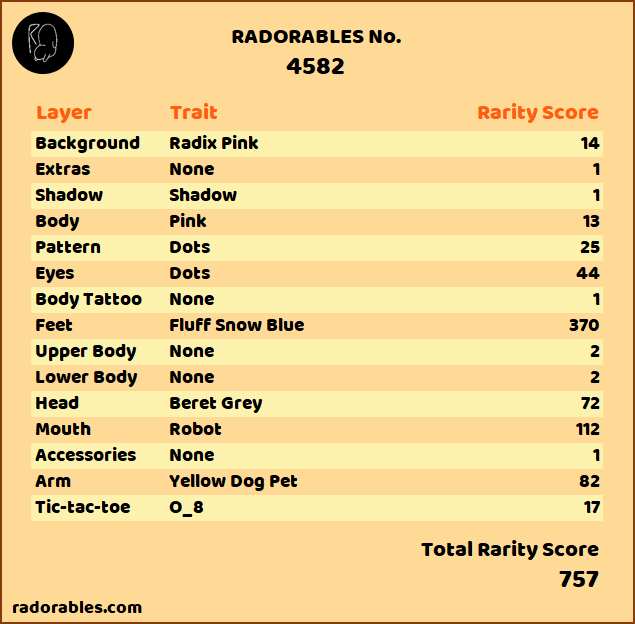 RADORABLES No.
4582
Layer Trait Rarity Score
Background Radix Pink 14
Extras None 1
Shadow Shadow 1
Body Pink 13
Pattern Dots 25
Eyes Dots 44
Body Tattoo None 1
Feet Fluff Snow Blue 370
Upper Body None 2
Lower Body None 2
Head Beret Grey 72
Mouth Robot 112
Accessories None 1
Arm Yellow Dog Pet 82
Tic-tac-toe O_8 17
Total Rarity Score
757
radorables.com